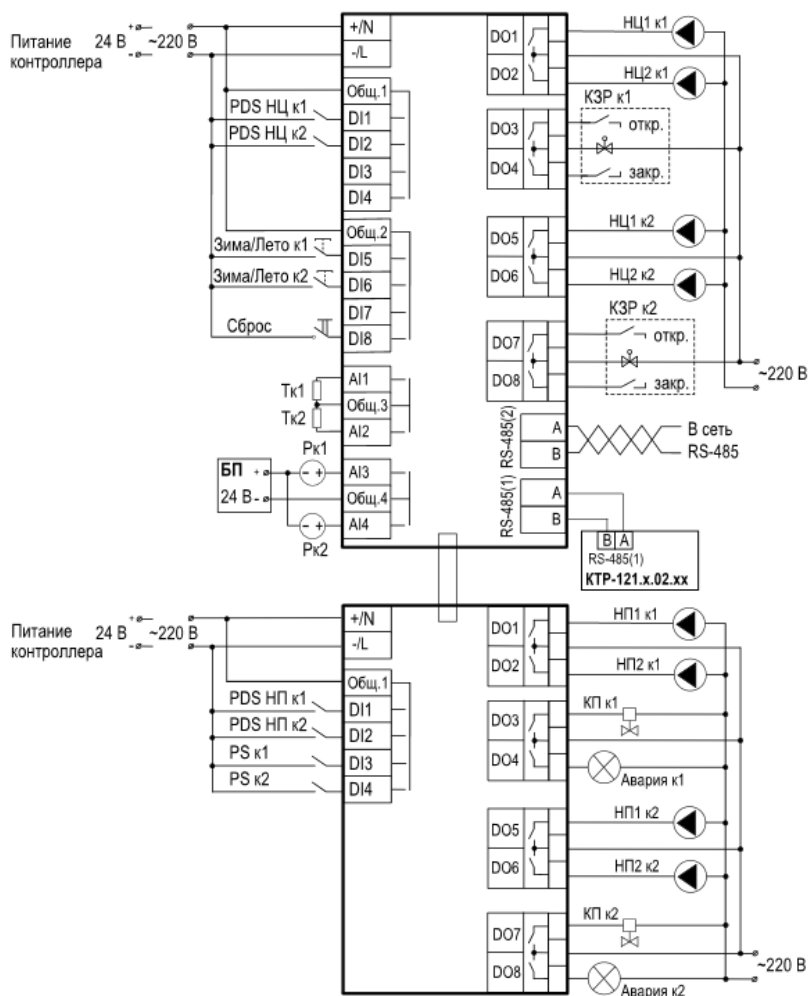 Питание
контроллера
24 В ~220 В
+
-
+/N
-/L
Общ.1
DI1
DI2
DI3
DI4
PDS НЦ к1
PDS НЦ к2
Общ.2
DI5
DI6
DI7
DI8
Зима/Лето к1
Зима/Лето к2
Сброс
AI1
Общ.3
AI2
Тк1
Тк2
AI3
Общ.4
AI4
Рк1
Рк2
БП +
24 В -
- +
- +
DO1
DO2
DO3
DO4
DO5
DO6
DO7
DO8
НЦ1 к1
НЦ2 к1
КЗР к1
откр.
закр.
НЦ1 к2
НЦ2 к2
КЗР к2
откр.
закр.
~220 В
RS-485(2)
A
B
В сеть
RS-485
RS-485(1)
A
B
B A
RS-485(1)
КТР-121.х.02.хх
Питание
контроллера
24 В ~220 В
+
-
+/N
-/L
Общ.1
DI1
DI2
DI3
DI4
PDS НП к1
PDS НП к2
PS к1
PS к2
DO1
DO2
DO3
DO4
DO5
DO6
DO7
DO8
НП1 к1
НП2 к1
КП к1
Авария к1
НП1 к2
НП2 к2
КП к2
Авария к2
~220 В